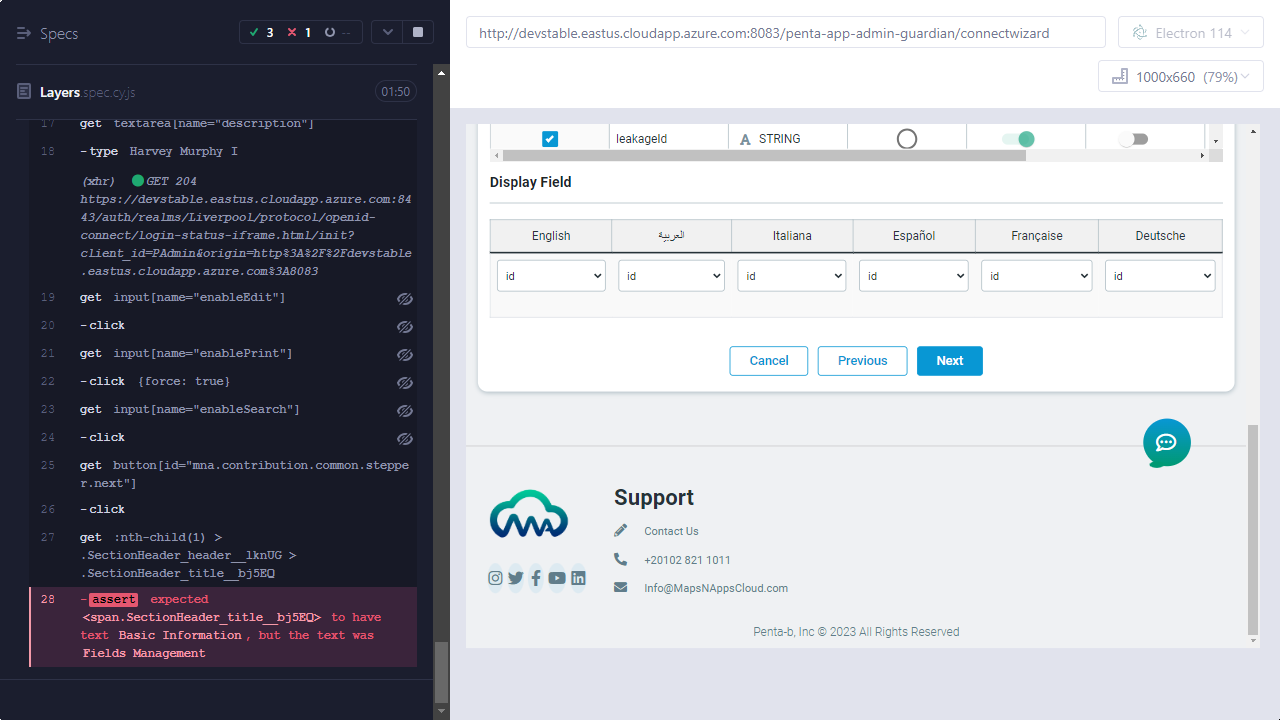 Specs
3
1
--
Layers spec.cy.js
01:50
17 get textarea[name="description"]
18 -type Harvey Murphy I
(xhr) GET 204
https://devstable.eastus.cloudapp.azure.com:84
43/auth/realms/Liverpool/protocol/openid-
connect/login-status-iframe.html/init?
client_id=PAdmin&origin=http%3A%2F%2Fdevstable
.eastus.cloudapp.azure.com%3A8083
19 get input[name="enableEdit"]
20 -click
21 get input[name="enablePrint"]
22 -click {force: true}
23 get input[name="enableSearch"]
24 -click
25 get button[id="mna.contribution.common.steppe
r.next"]
26 -click
27 get :nth-child(1) >
.SectionHeader_header__lknUG >
.SectionHeader_title__bj5EQ
28 -assert expected
<span.SectionHeader_title__bj5EQ> to have
text Basic Information, but the text was
Fields Management
http://devstable.eastus.cloudapp.azure.com:8083/penta-app-admin-guardian/connectwizard
Electron 114
1000x660 (79%)
leakageId A STRING
Display Field
English العربية Italiana Español Française Deutsche
id id id id id id
Cancel Previous Next
Support
Contact Us
+20102 821 1011
Info@MapsNAppsCloud.com
Penta-b, Inc © 2023 All Rights Reserved